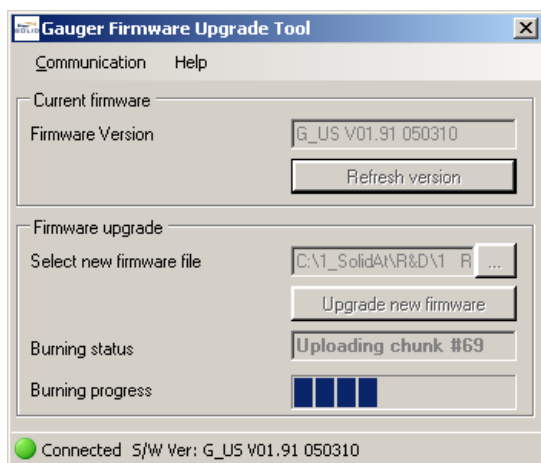 SOLID
Gauger Firmware Upgrade Tool
Communication Help
Current firmware
Firmware Version G_US V01.91 050310
Refresh version
Firmware upgrade
Select new firmware file C:\1_SolidAt\R&D\1 R ...
Upgrade new firmware
Burning status Uploading chunk #69
Burning progress
Connected S/W Ver: G_US V01.91 050310